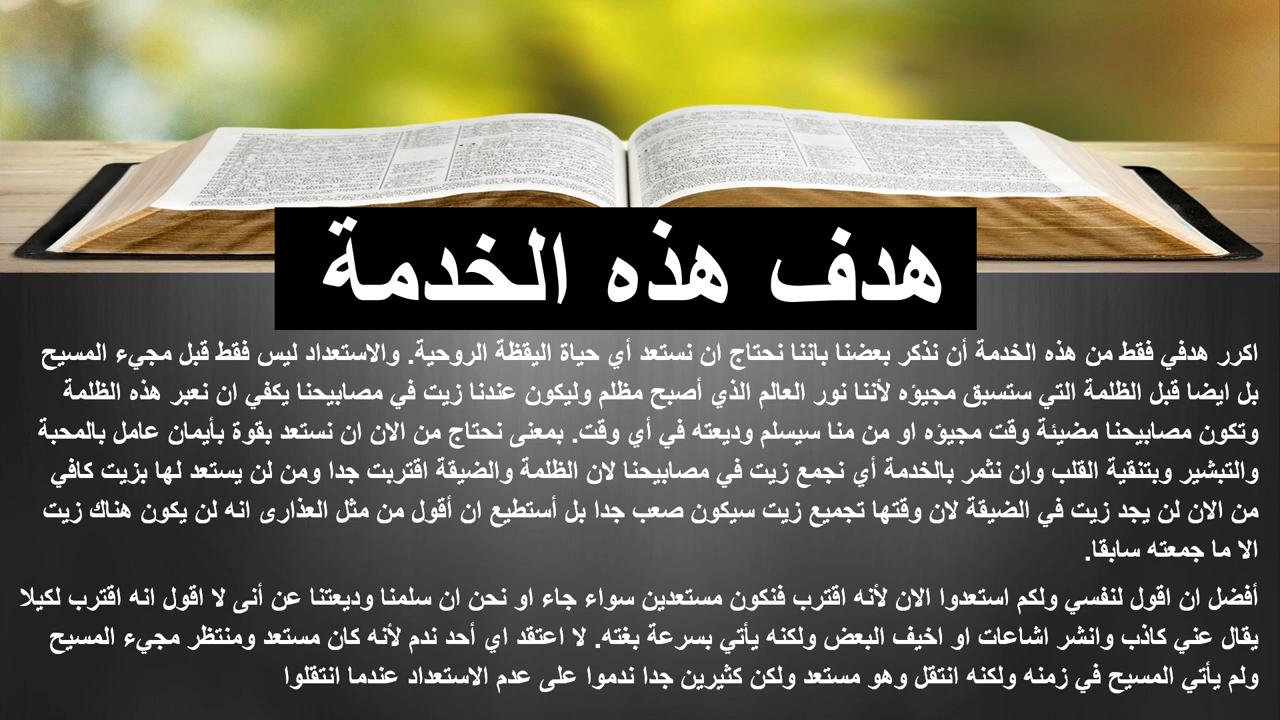 هدف هذه الخدمة
اكرر هدفي فقط من هذه الخدمة أن نذكر بعضنا باننا نحتاج ان نستعد أي حياة اليقظة الروحية. والاستعداد ليس فقط قبل مجيء المسيح
بل ايضا قبل الظلمة التي ستسبق مجيؤه لأننا نور العالم الذي أصبح مظلم وليكون عندنا زيت في مصابيحنا يكفي ان نعبر هذه الظلمة
وتكون مصابيحنا مضيئة وقت مجيؤه او من منا سيسلم وديعته في أي وقت. بمعنى نحتاج من الان ان نستعد بقوة بأيمان عامل بالمحبة
والتبشير وبتنقية القلب وان نثمر بالخدمة أي نجمع زيت في مصابيحنا لان الظلمة والضيقة اقتربت جدا ومن لن يستعد لها بزيت كافي
من الان لن يجد زيت في الضيقة لان وقتها تجميع زيت سيكون صعب جدا بل أستطيع ان أقول من مثل العذارى انه لن يكون هناك زيت
الا ما جمعته سابقا.
أفضل ان اقول لنفسي ولكم استعدوا الان لأنه اقترب فنكون مستعدين سواء جاء او نحن ان سلمنا وديعتنا عن أنى لا اقول انه اقترب لكيلا
يقال عني كاذب وانشر اشاعات او اخيف البعض ولكنه يأتي بسرعة بغته. لا اعتقد اي أحد ندم لأنه كان مستعد ومنتظر مجيء المسيح
ولم يأتي المسيح في زمنه ولكنه انتقل وهو مستعد ولكن كثيرين جدا ندموا على عدم الاستعداد عندما انتقلوا